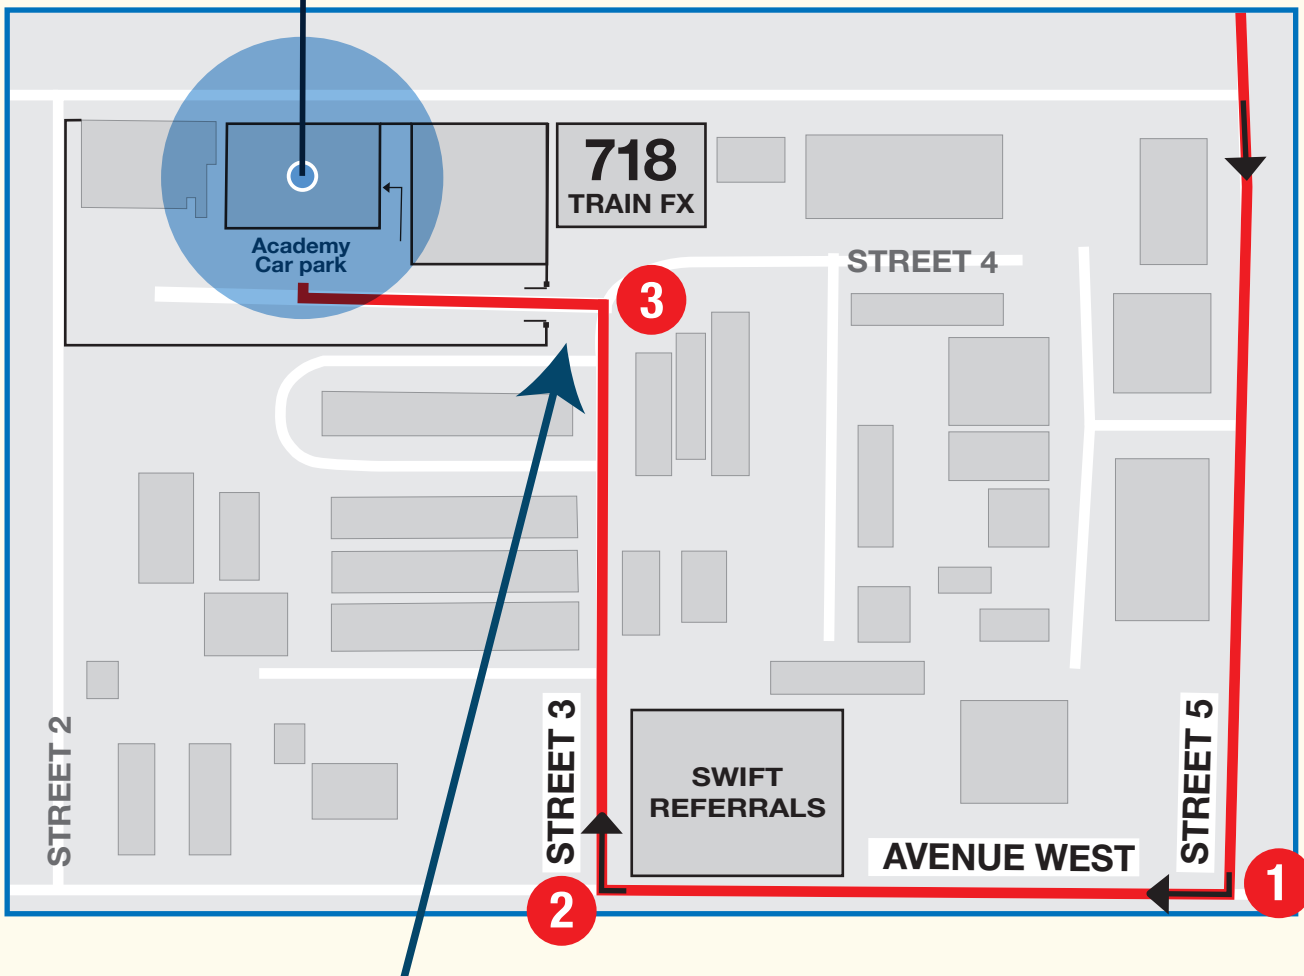 718
TRAIN FX
Academy
Car park
STREET 4
3
STREET 2
STREET 3
SWIFT
REFERRALS
STREET 5
AVENUE WEST
2
1